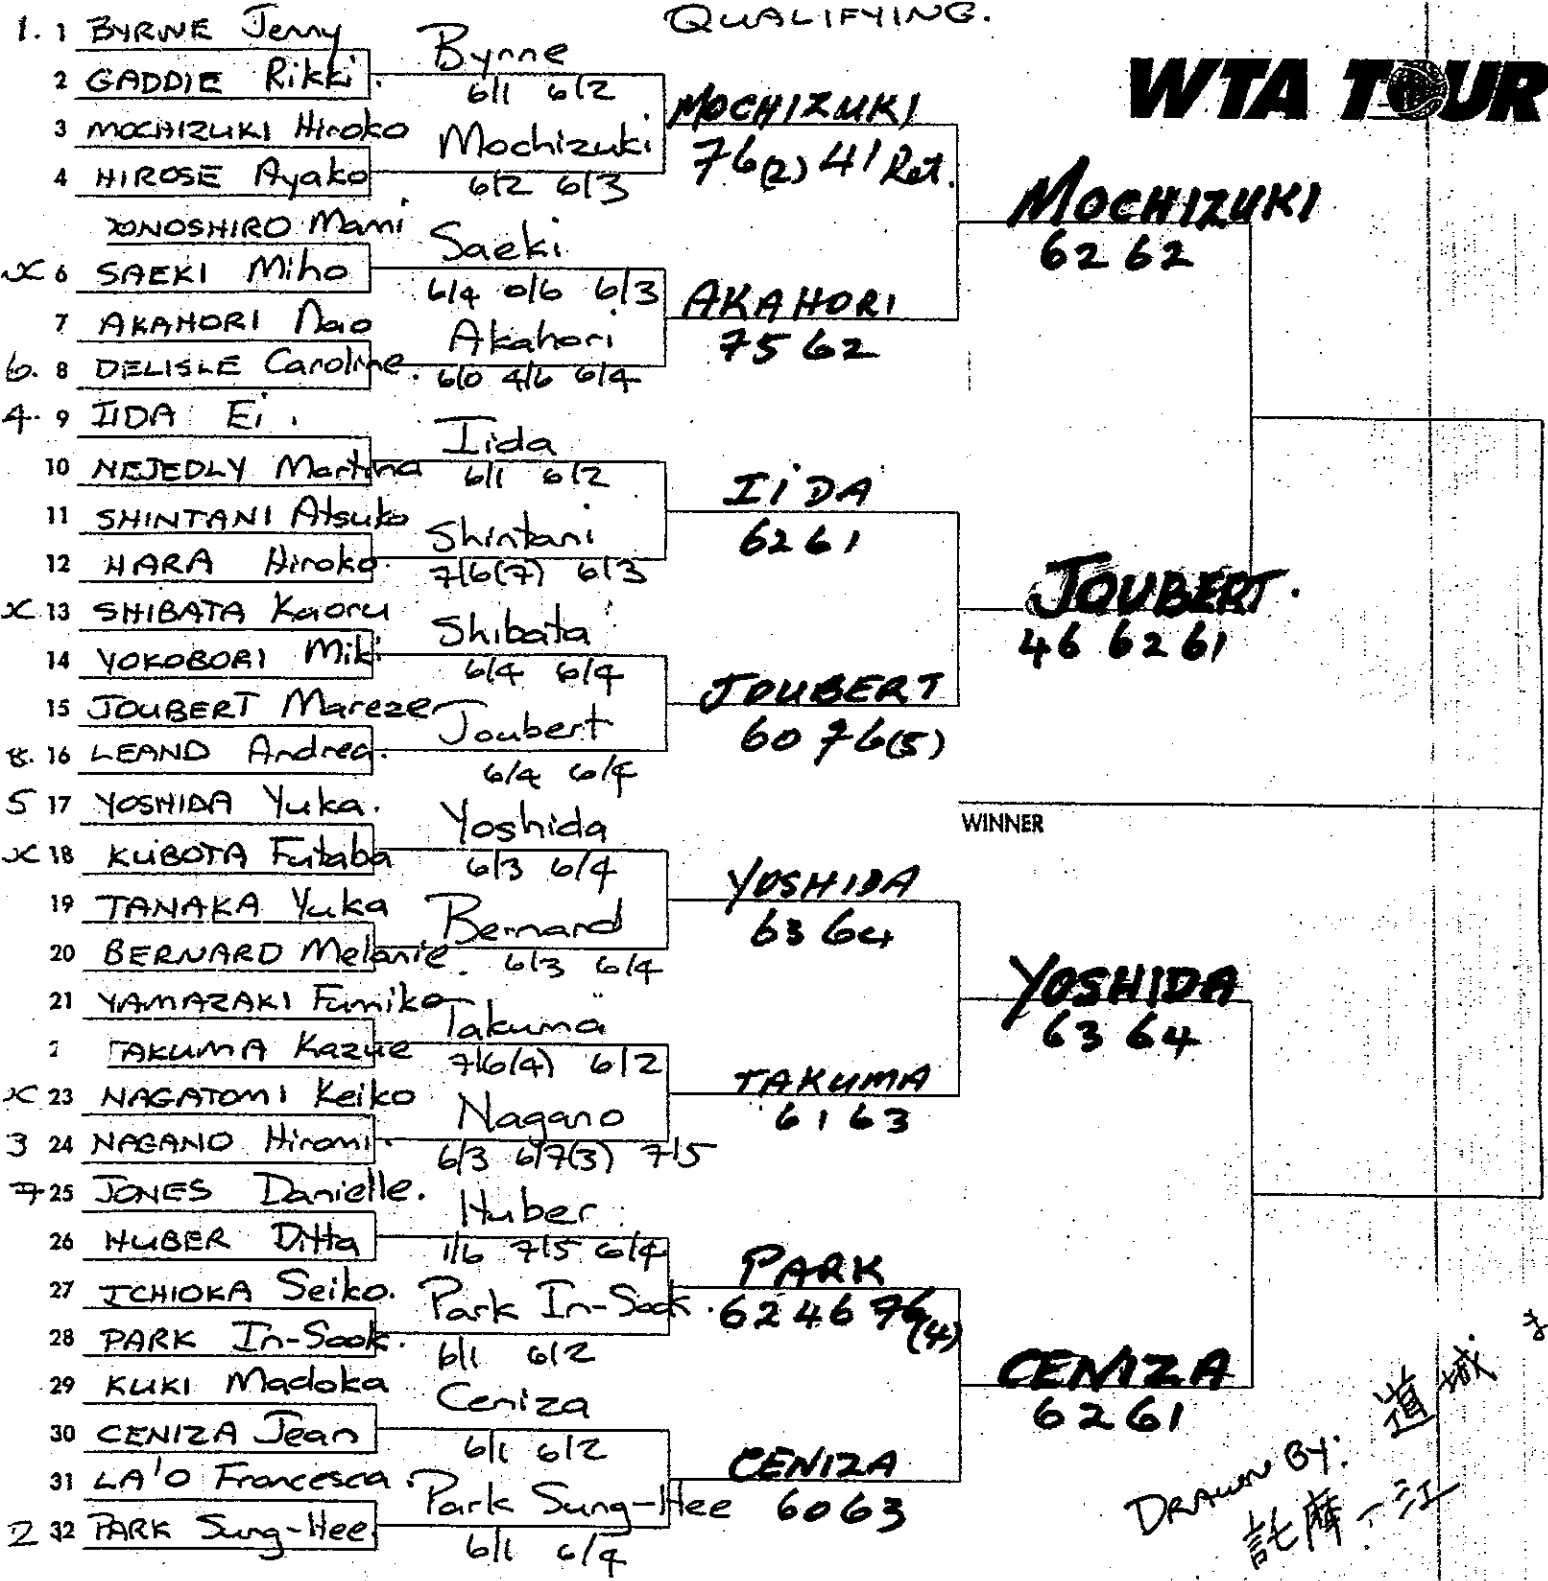 QUALIFYING.
WTA TOUR
1. 1 BYRNE Jenny
2 GADDIE Rikki.
3 MOCHIZUKI Hiroko
4 HIROSE Ayako
DONOSHIRO Mami
X 6 SAEKI Miho
7 AKAHORI Nao
6. 8 DELISLE Caroline.
4. 9 IIDA Ei.
10 NEJEDLY Martina
11 SHINTANI Atsuko
12 HARA Hiroko.
X 13 SHIBATA Kaoru
14 YOKOBORI Miki
15 JOUBERT Mareze
8. 16 LEAND Andrea.
5 17 YOSHIDA Yuka.
X 18 KUBOTA Futaba
19 TANAKA Yuka
20 BERNARD Melanie.
21 YAMAZAKI Fumiko
2 TAKUMA Kazue
X 23 NAGATOMI Keiko
3 24 NAGANO Hiromi.
7 25 JONES Danielle.
26 HUBER Ditta
27 ICHIOKA Seiko.
28 PARK In-Sook.
29 KUKI Madoka
30 CENIZA Jean
31 LA'O Francesca.
2 32 PARK Sung-Hee.
Byrne
6/1 6/2
Mochizuki
6/2 6/3
Saeki
6/4 0/6 6/3
Akahori
6/0 4/6 6/4
Iida
6/1 6/2
Shintani
7/6(7) 6/3
Shibata
6/4 6/4
Joubert
6/4 6/4
Yoshida
6/3 6/4
Bernard
6/3 6/4
Takuma
7/6(4) 6/2
Nagano
6/3 6/7(3) 7/5
Huber
1/6 7/5 6/4
Park In-Sook.
6/1 6/2
Ceniza
6/1 6/2
Park Sung-Hee
6/1 6/4
MOCHIZUKI
76(2) 41 Ret.
AKAHORI
75 62
IIDA
62 61
JOUBERT
60 76(5)
YOSHIDA
63 64
TAKUMA
61 63
PARK
62 46 76(4)
CENIZA
60 63
MOCHIZUKI
62 62
JOUBERT.
46 62 61
YOSHIDA
63 64
CENIZA
62 61
WINNER
DRAWN BY: 道城
託摩